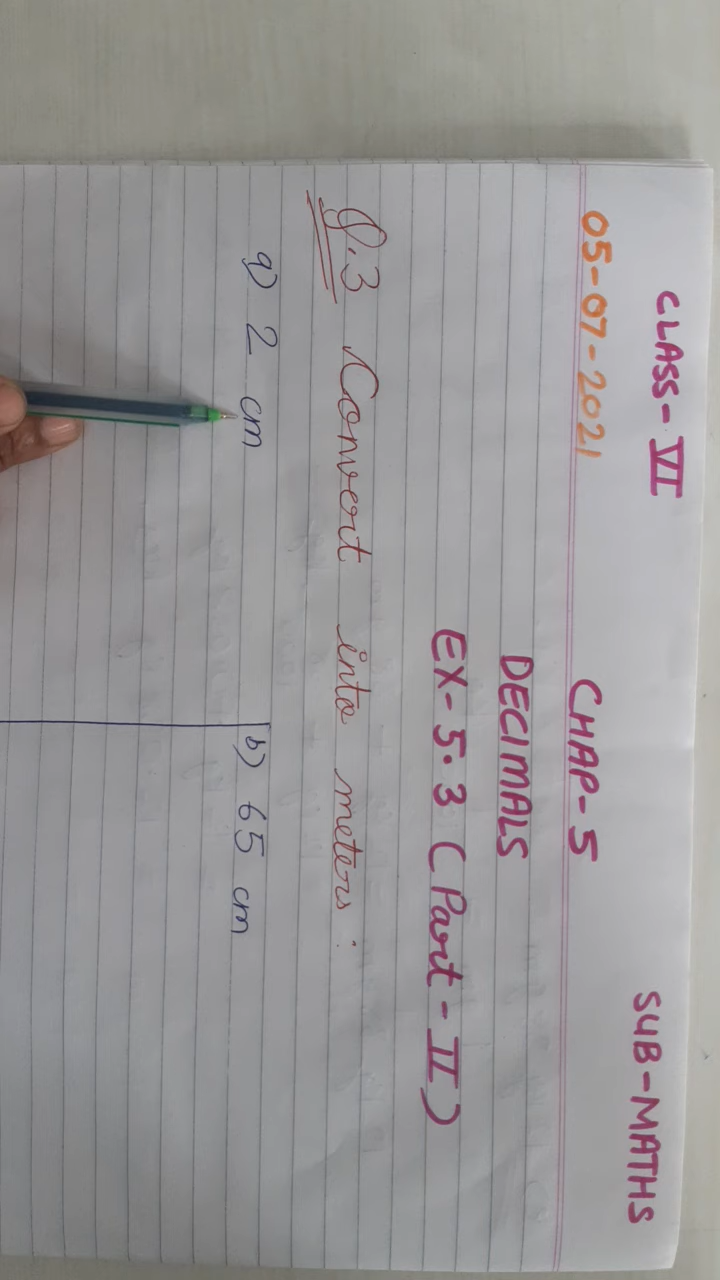 CLASS-VI SUB-MATHS
05-07-2021 CHAP-5
DECIMALS
EX-5.3 (Part-II)
Q.3 Convert into meters:
a) 2 cm b) 65 cm